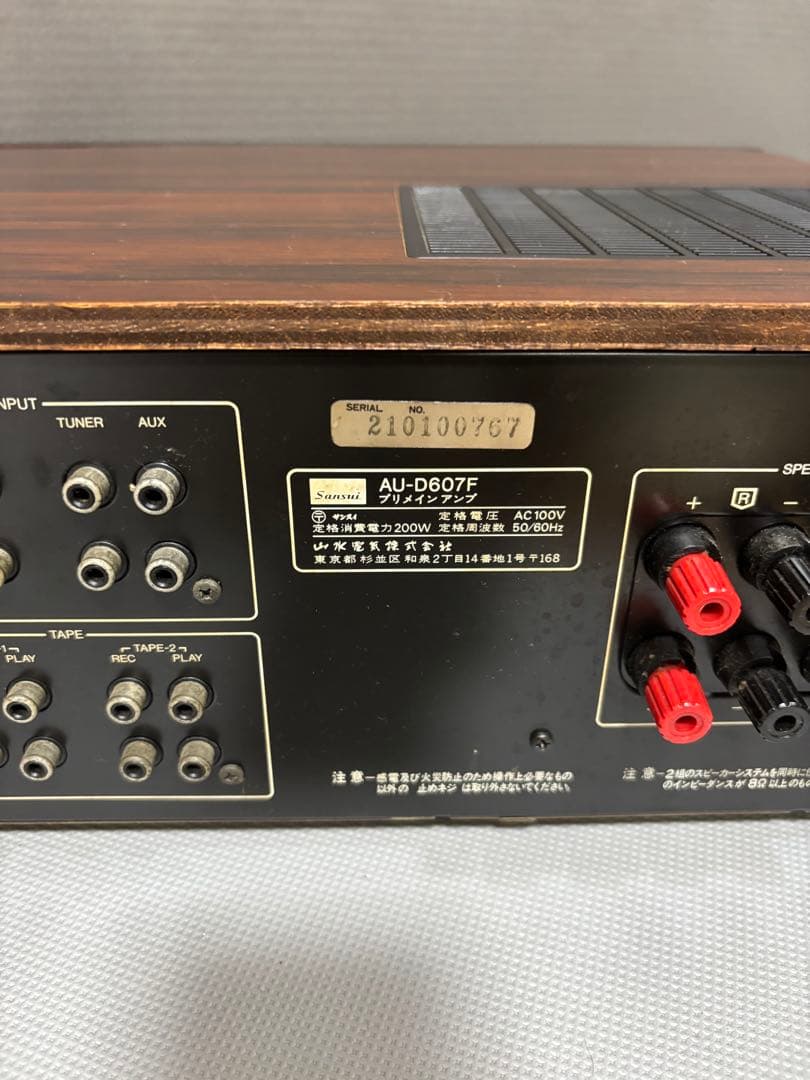 INPUT
TUNER AUX
SERIAL NO.
210100767
Sansui AU-D607F
プリメインアンプ
〒 サンスイ 定格電圧 AC100V
定格消費電力200W 定格周波数 50/60Hz
山水電気株式会社
東京都杉並区和泉2丁目14番地1号〒168
+ R −
TAPE
PLAY
TAPE-2
REC PLAY
注意−感電及び火災防止のため操作上必要なもの
以外の 止めネジ は取り外さないでください。
注意−2組のスピーカーシステムを同時に
のインピーダンスが 8Ω以上のもの